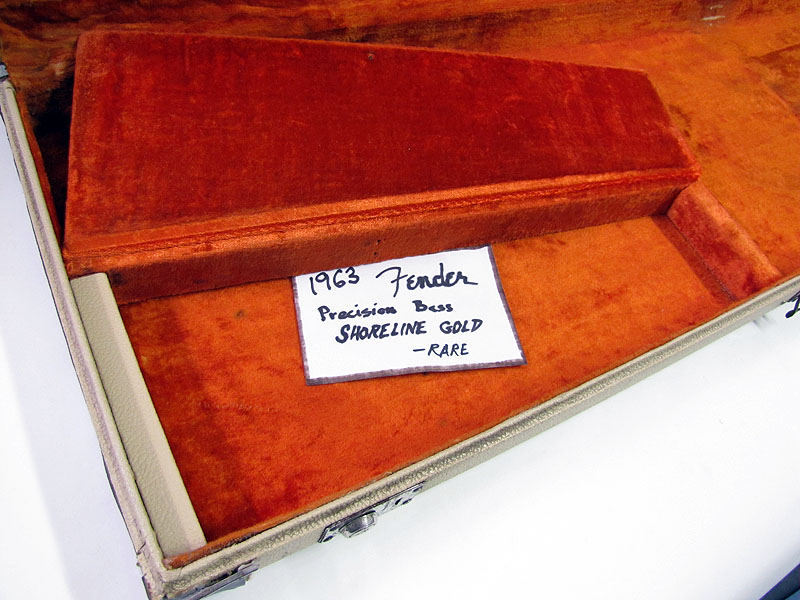 1963 Fender
Precision Bass
SHORELINE GOLD
-RARE